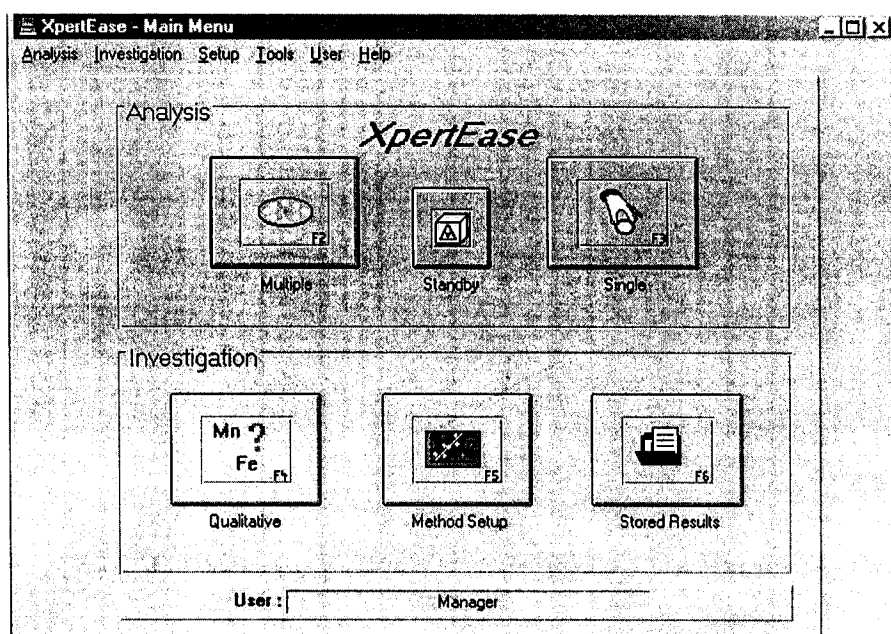 XpertEase - Main Menu
Analysis Investigation Setup Tools User Help
Analysis
XpertEase
F2
F3
Multiple
Standby
Single
Investigation
Mn ?
Fe
F4
F5
F6
Qualitative
Method Setup
Stored Results
User :
Manager